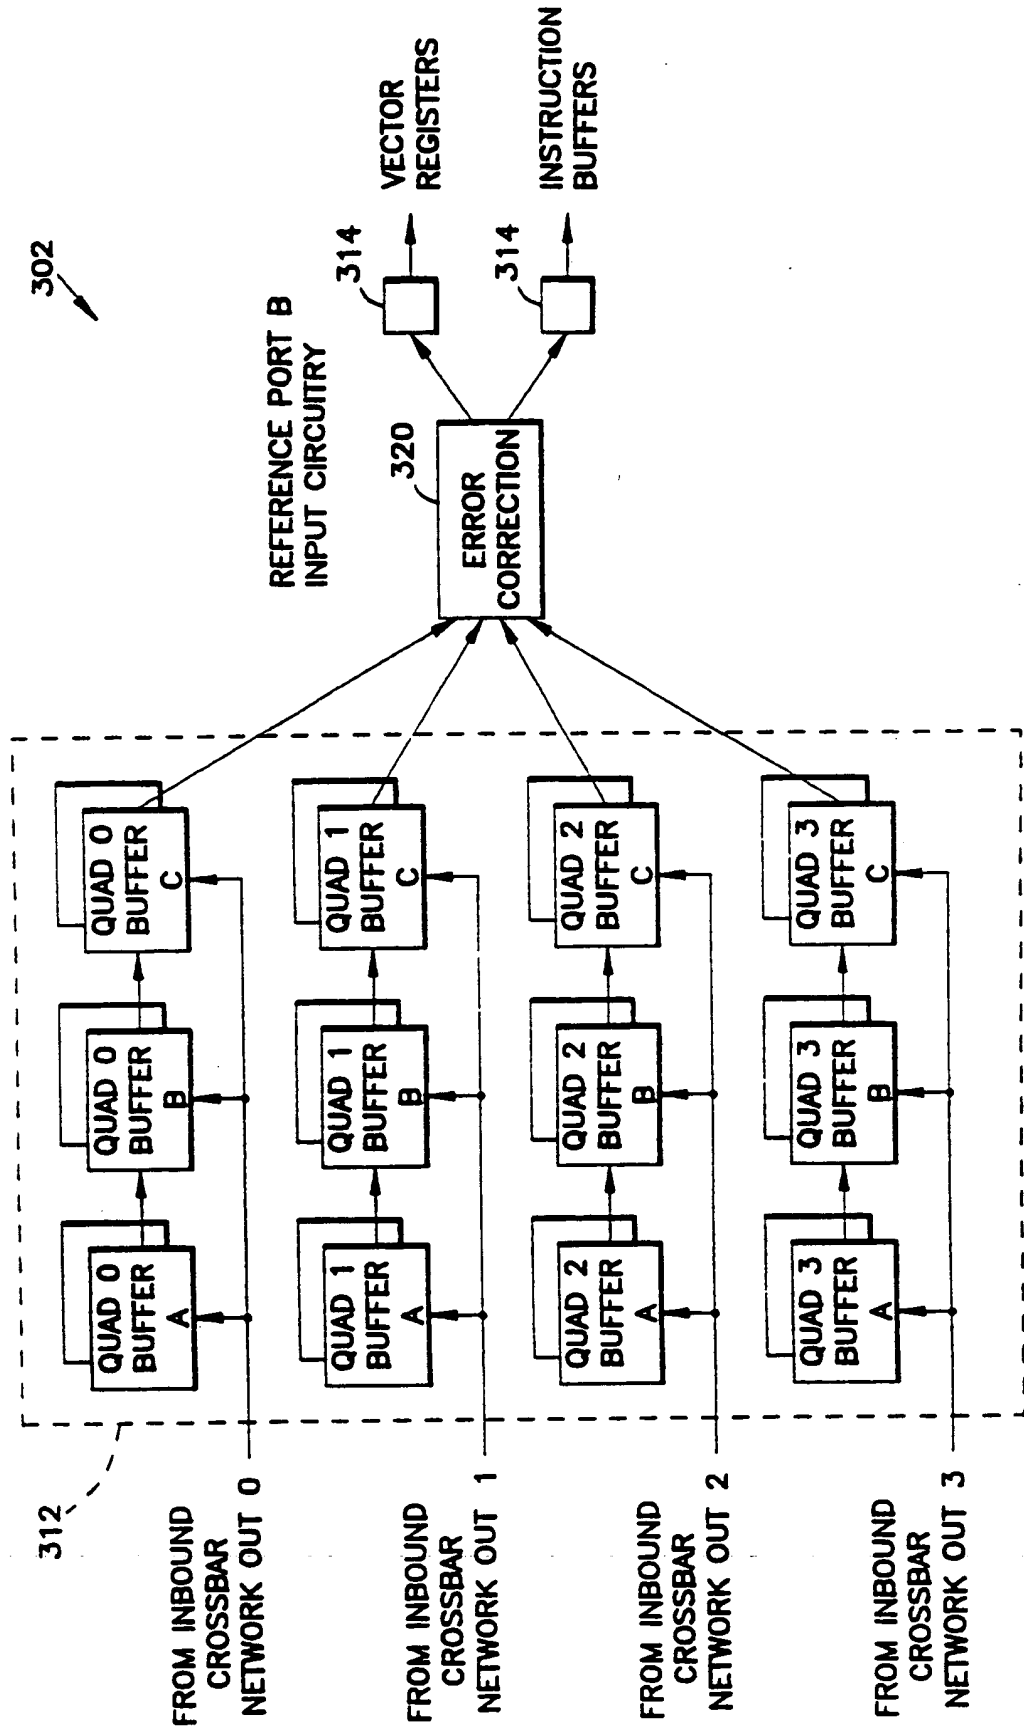 302
REFERENCE PORT B
INPUT CIRCUITRY
312
FROM INBOUND
CROSSBAR
NETWORK OUT 0
QUAD 0
BUFFER
A
QUAD 0
BUFFER
B
QUAD 0
BUFFER
C
FROM INBOUND
CROSSBAR
NETWORK OUT 1
QUAD 1
BUFFER
A
QUAD 1
BUFFER
B
QUAD 1
BUFFER
C
FROM INBOUND
CROSSBAR
NETWORK OUT 2
QUAD 2
BUFFER
A
QUAD 2
BUFFER
B
QUAD 2
BUFFER
C
FROM INBOUND
CROSSBAR
NETWORK OUT 3
QUAD 3
BUFFER
A
QUAD 3
BUFFER
B
QUAD 3
BUFFER
C
320
ERROR
CORRECTION
314
VECTOR
REGISTERS
314
INSTRUCTION
BUFFERS